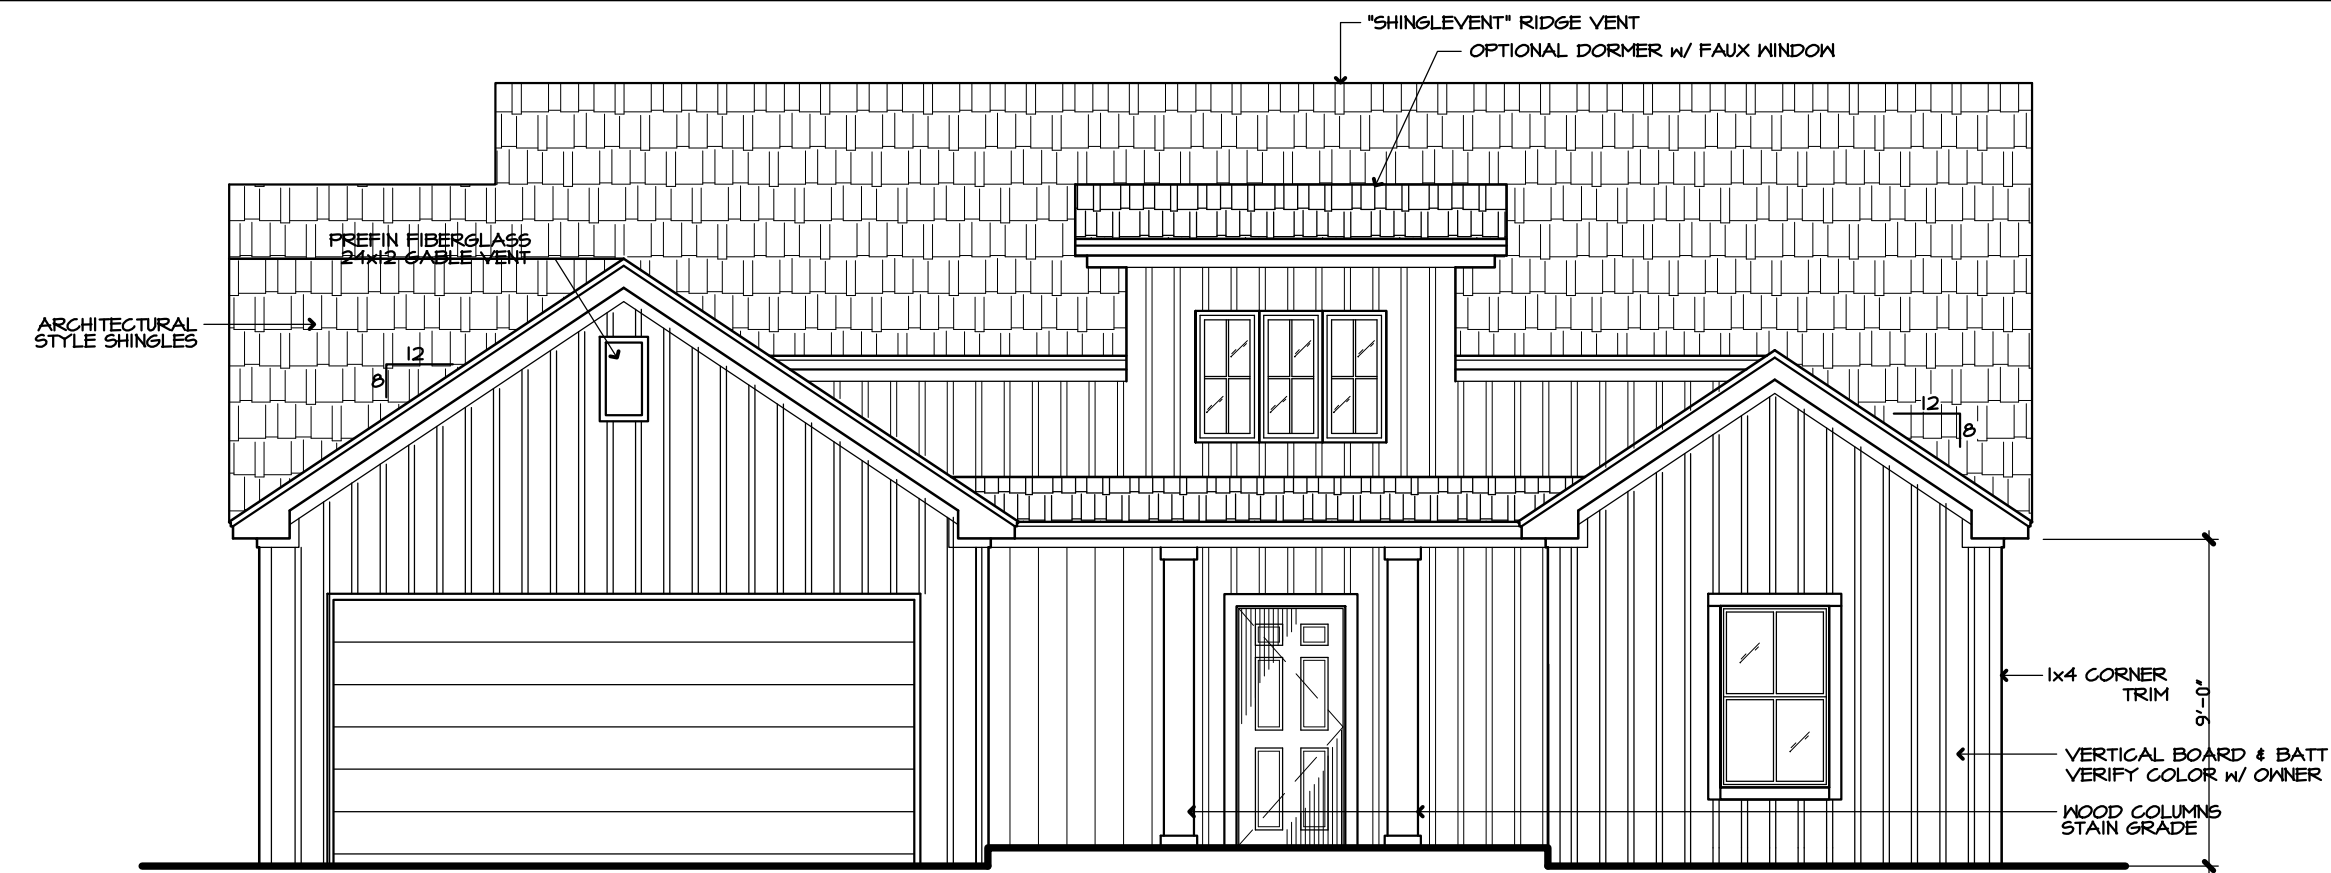 "SHINGLEVENT" RIDGE VENT
OPTIONAL DORMER w/ FAUX WINDOW
PREFIN FIBERGLASS
24x12 GABLE VENT
ARCHITECTURAL
STYLE SHINGLES
12
8
12
8
1x4 CORNER
TRIM
9'-0"
VERTICAL BOARD & BATT
VERIFY COLOR w/ OWNER
WOOD COLUMNS
STAIN GRADE